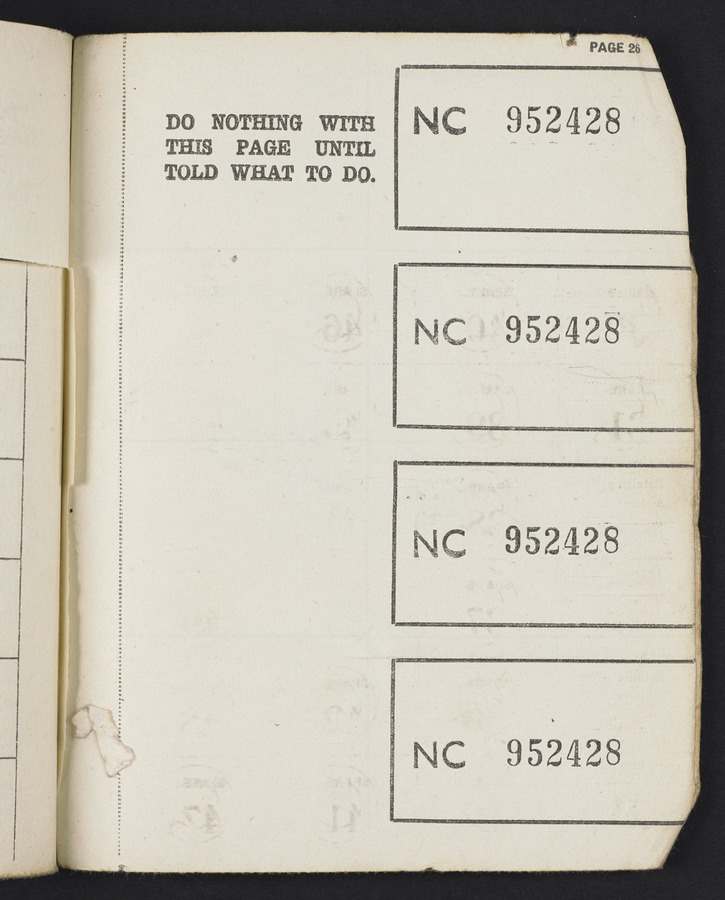 PAGE 26
DO NOTHING WITH
THIS PAGE UNTIL
TOLD WHAT TO DO.
NC 952428
NC 952428
NC 952428
NC 952428